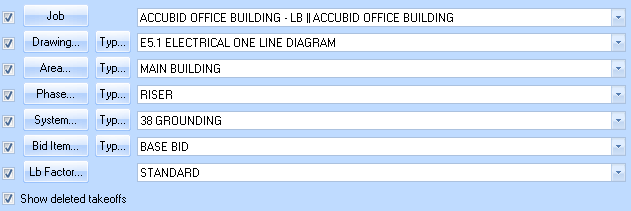 Job ACCUBID OFFICE BUILDING - LB || ACCUBID OFFICE BUILDING
Drawing... Typ... E5.1 ELECTRICAL ONE LINE DIAGRAM
Area... Typ... MAIN BUILDING
Phase... Typ... RISER
System... Typ... 38 GROUNDING
Bid Item... Typ... BASE BID
Lb Factor... STANDARD
Show deleted takeoffs